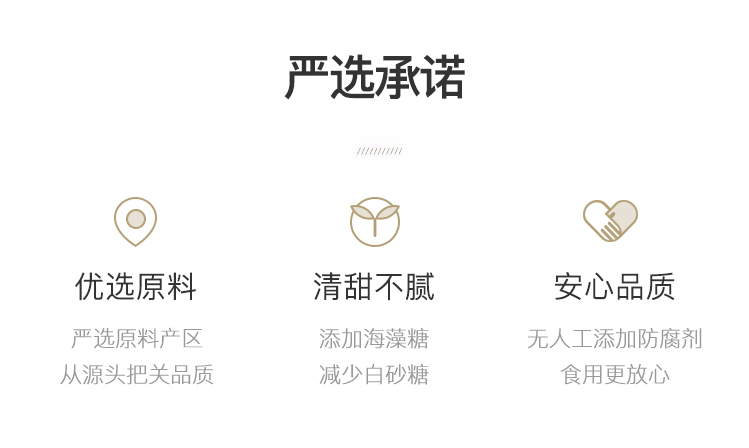 严选承诺
优选原料
严选原料产区
从源头把关品质
清甜不腻
添加海藻糖
减少白砂糖
安心品质
无人工添加防腐剂
食用更放心